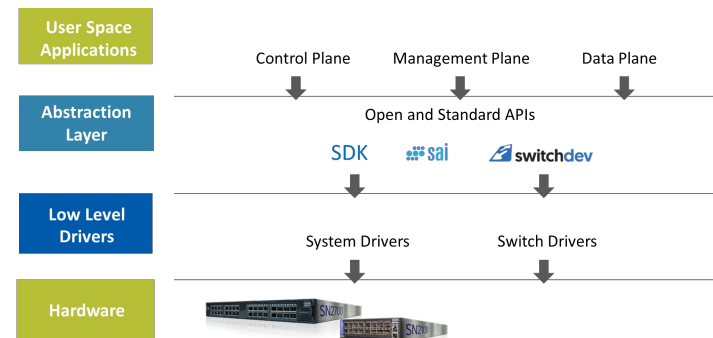 User Space
Applications
Control Plane
Management Plane
Data Plane
Abstraction
Layer
Open and Standard APIs
SDK
sai
switchdev
Low Level
Drivers
System Drivers
Switch Drivers
Hardware
SN2700
SN2100